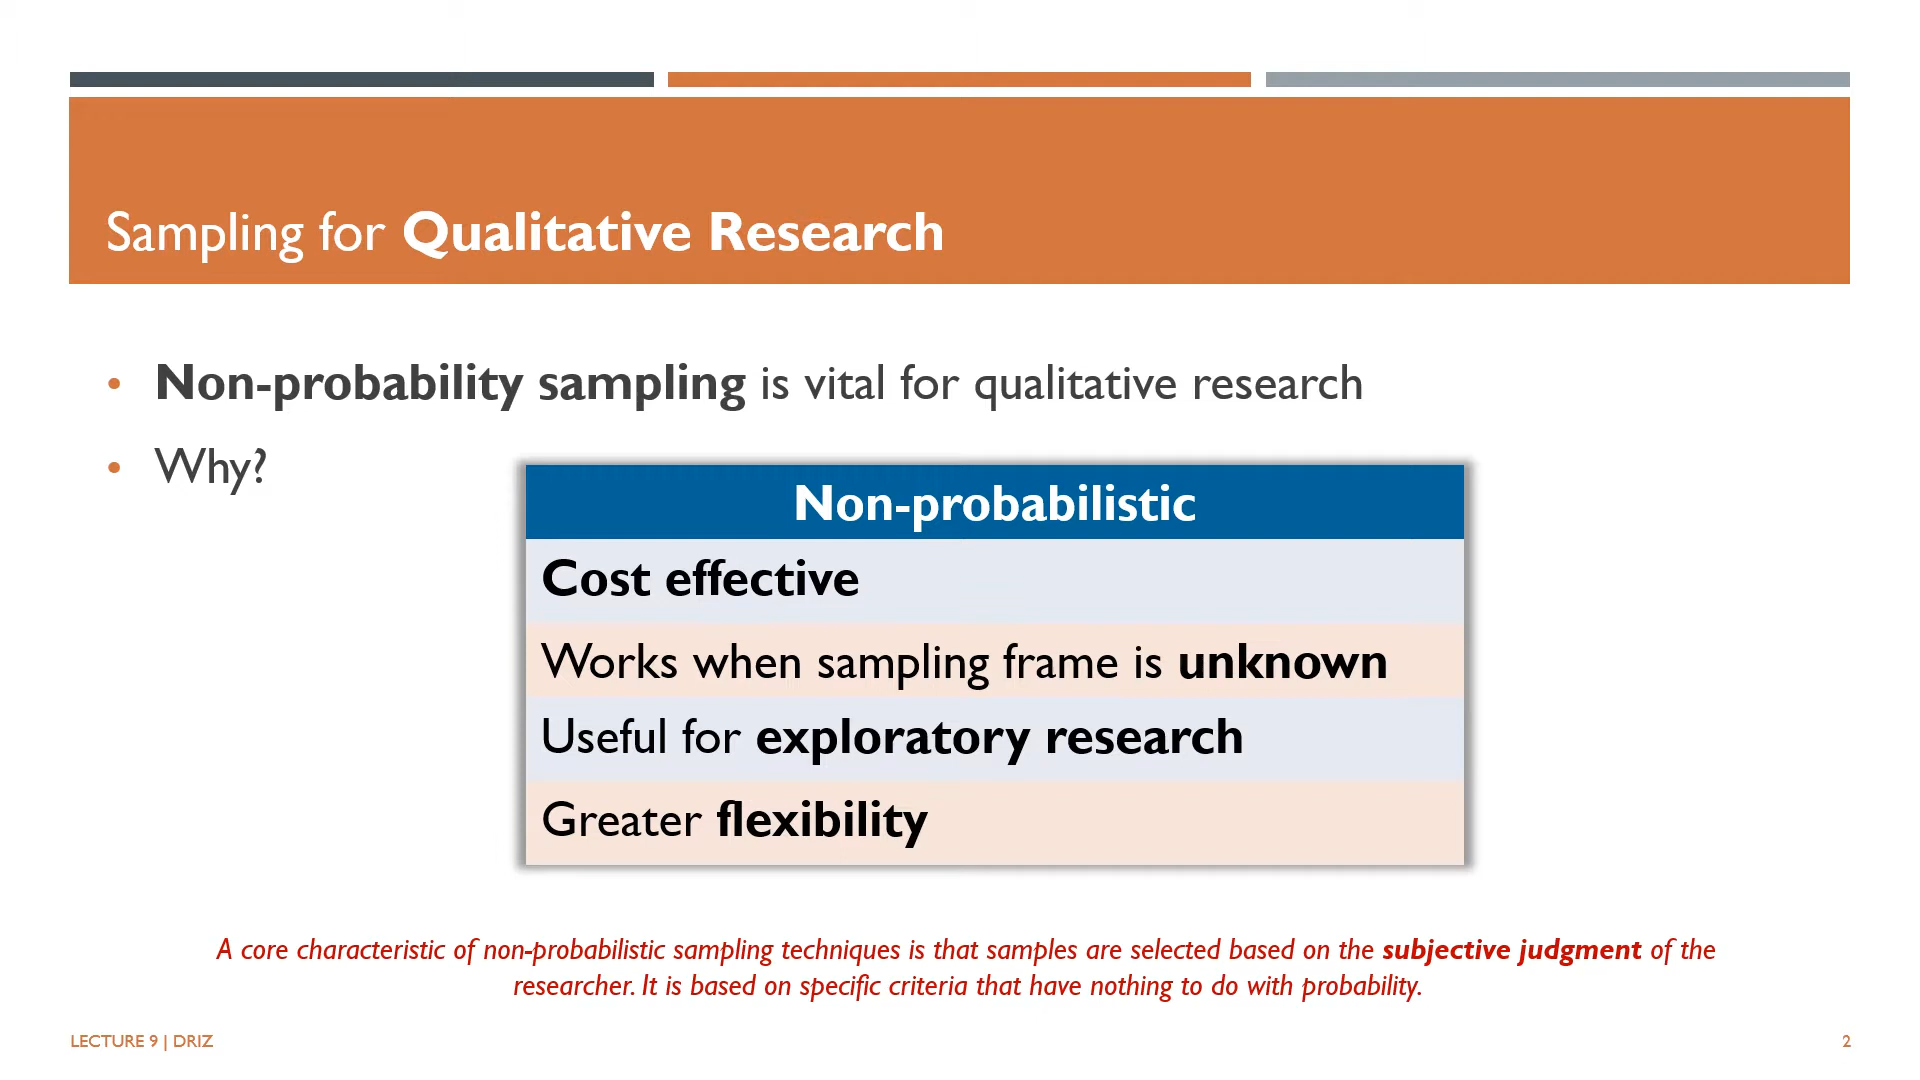 Sampling for Qualitative Research
• Non-probability sampling is vital for qualitative research
• Why?
Non-probabilistic
Cost effective
Works when sampling frame is unknown
Useful for exploratory research
Greater flexibility
A core characteristic of non-probabilistic sampling techniques is that samples are selected based on the subjective judgment of the
researcher. It is based on specific criteria that have nothing to do with probability.
LECTURE 9 | DRIZ
2